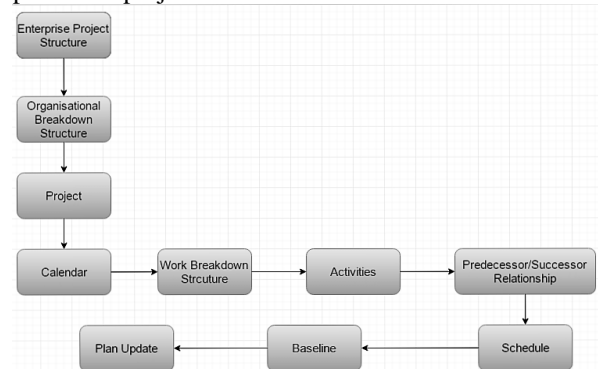 Enterprise Project
Structure
Organisational
Breakdown
Structure
Project
Calendar
Work Breakdown
Strcuture
Activities
Predecessor/Successor
Relationship
Plan Update
Baseline
Schedule